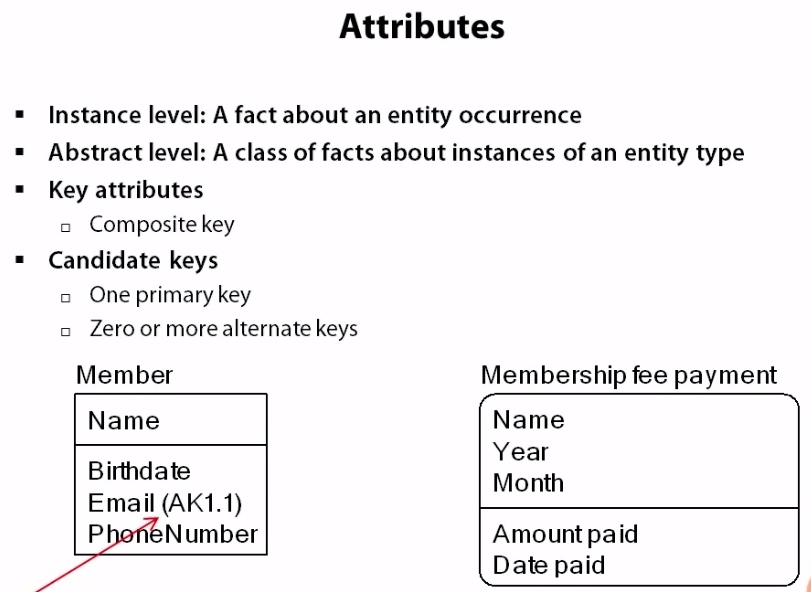 Attributes
▪ Instance level: A fact about an entity occurrence
▪ Abstract level: A class of facts about instances of an entity type
▪ Key attributes
▫ Composite key
▪ Candidate keys
▫ One primary key
▫ Zero or more alternate keys
Member
Name
Birthdate
Email (AK1.1)
PhoneNumber
Membership fee payment
Name
Year
Month
Amount paid
Date paid